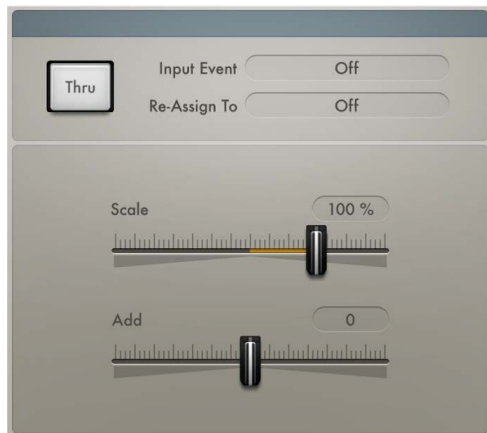 Thru
Input Event Off
Re-Assign To Off
Scale 100 %
Add 0